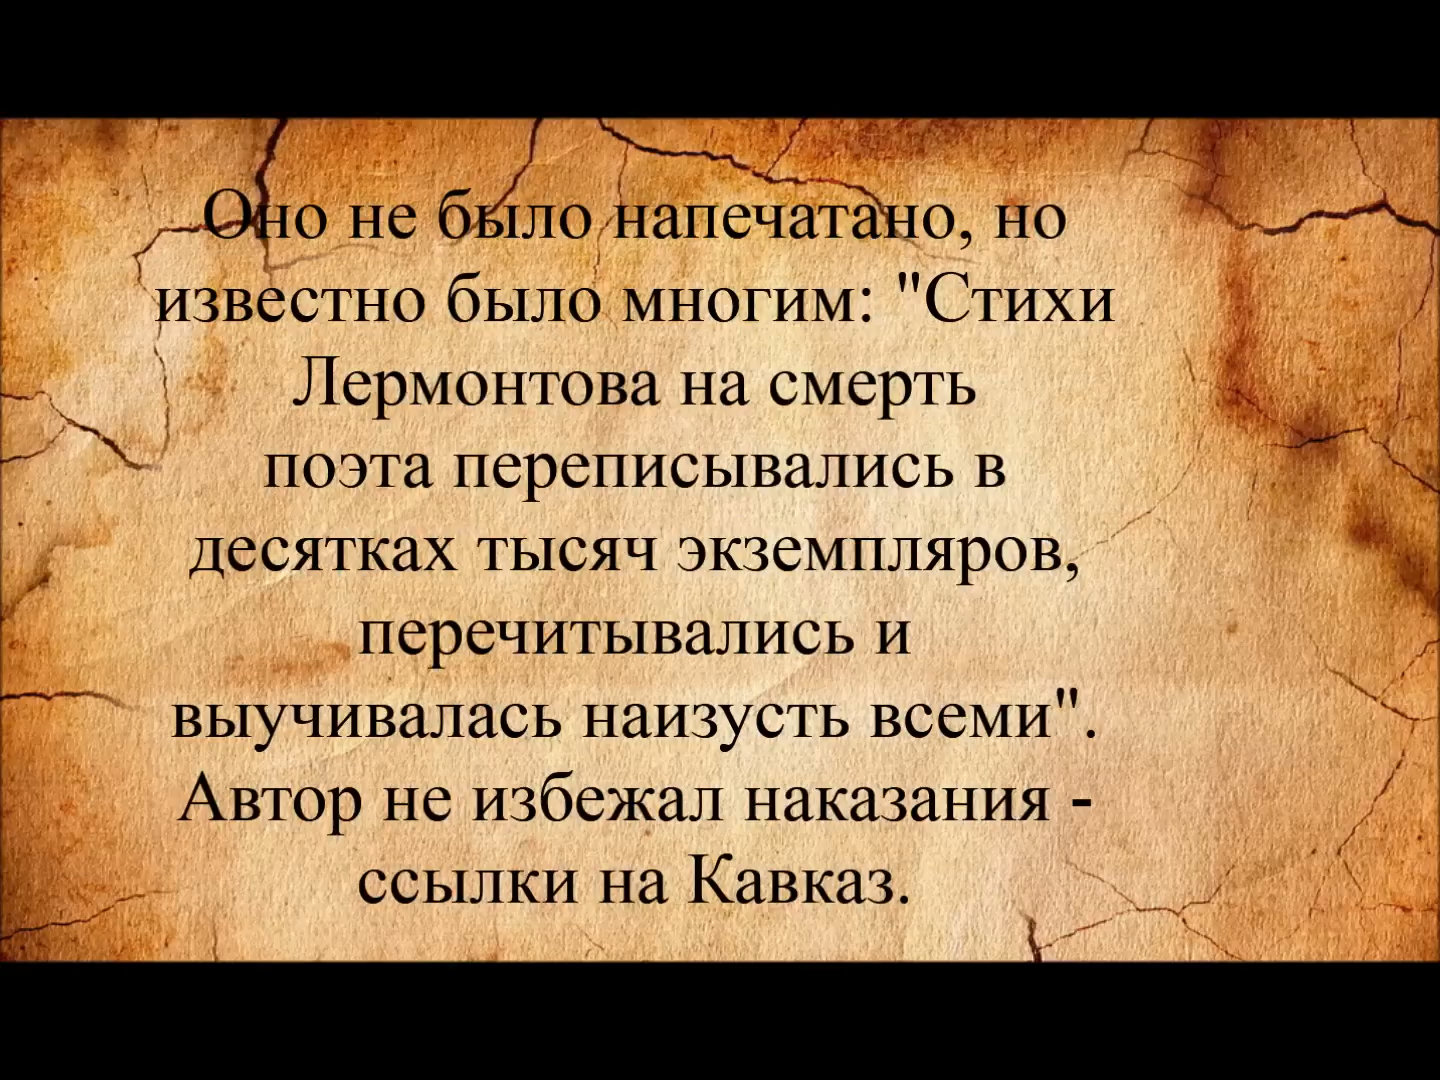 Оно не было напечатано, но
известно было многим: "Стихи
Лермонтова на смерть
поэта переписывались в
десятках тысяч экземпляров,
перечитывались и
выучивалась наизусть всеми".
Автор не избежал наказания -
ссылки на Кавказ.